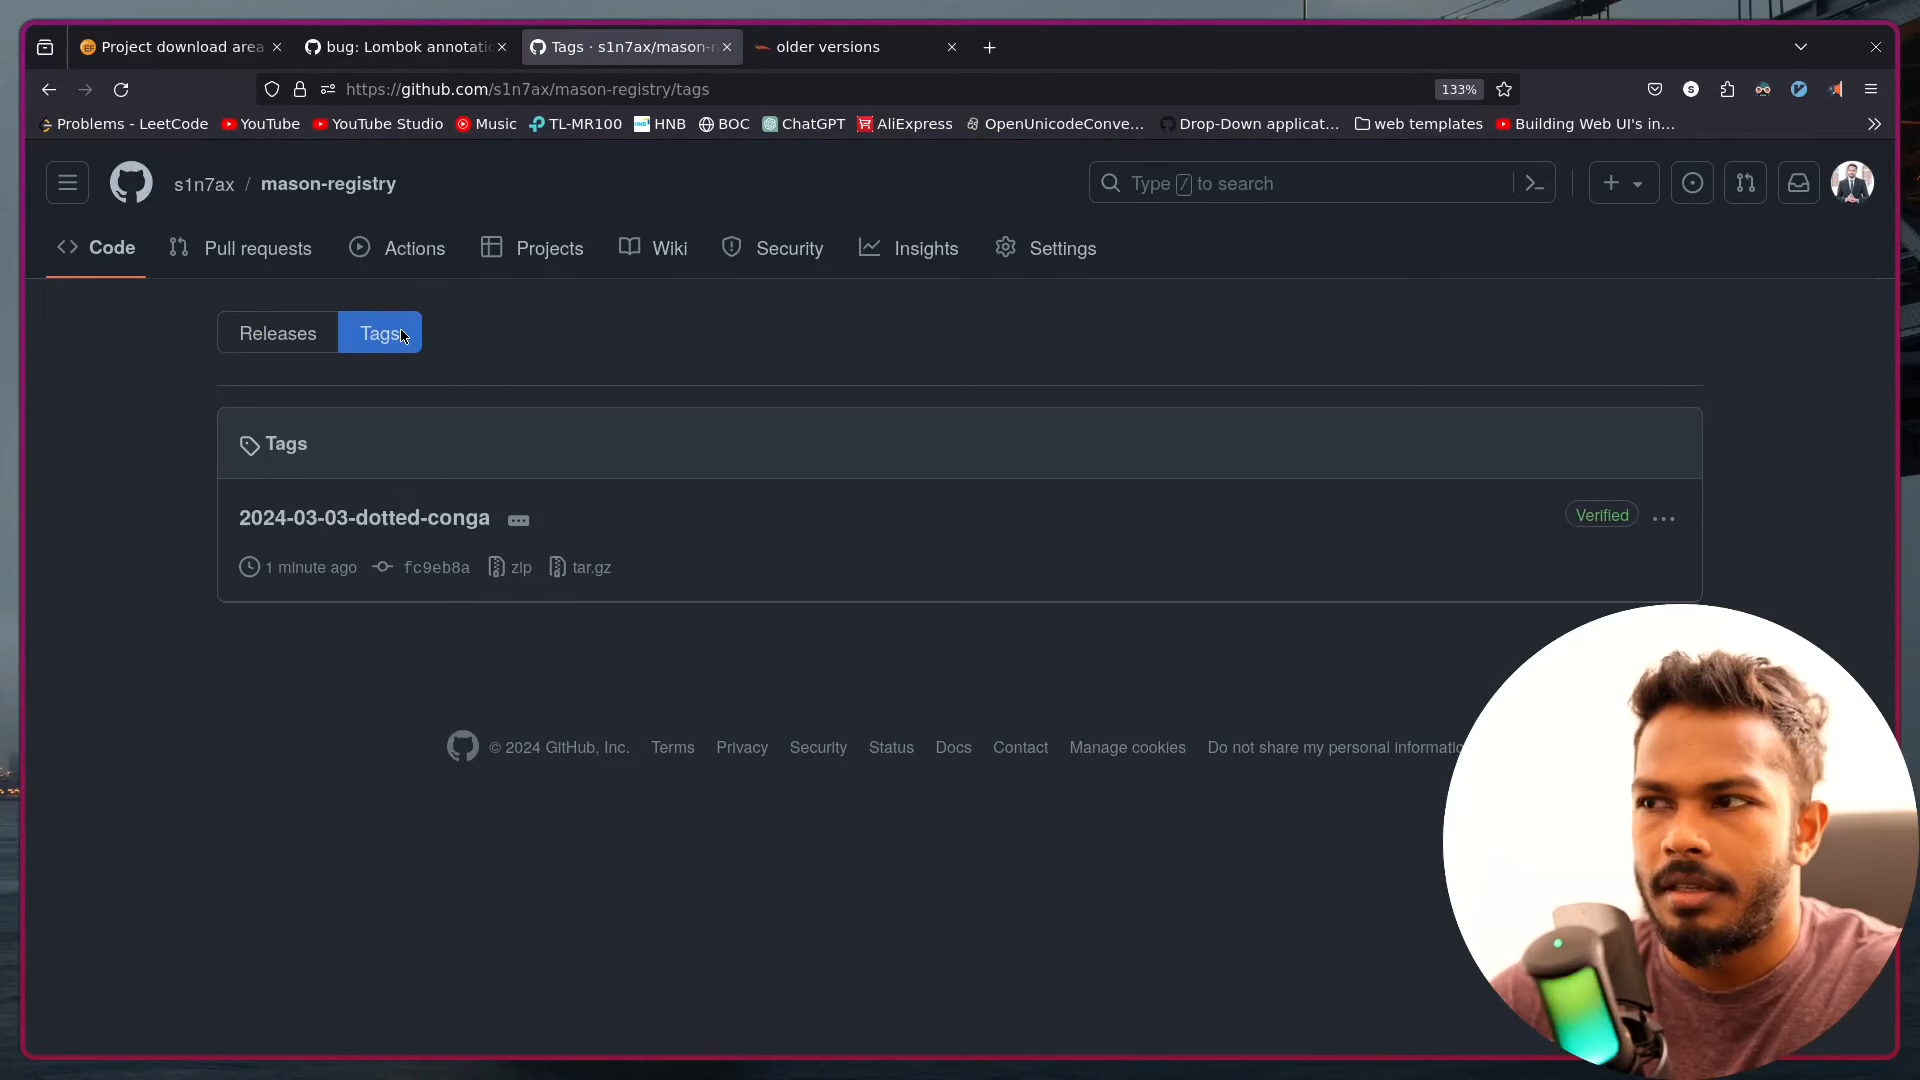 Project download area
bug: Lombok annotati
Tags · s1n7ax/mason-r
older versions
https://github.com/s1n7ax/mason-registry/tags
133%
Problems - LeetCode
YouTube
YouTube Studio
Music
TL-MR100
HNB
BOC
ChatGPT
AliExpress
OpenUnicodeConve...
Drop-Down applicat...
web templates
Building Web UI's in...
s1n7ax / mason-registry
Type / to search
Code
Pull requests
Actions
Projects
Wiki
Security
Insights
Settings
Releases
Tags
Tags
2024-03-03-dotted-conga
Verified
1 minute ago
fc9eb8a
zip
tar.gz
© 2024 GitHub, Inc.
Terms
Privacy
Security
Status
Docs
Contact
Manage cookies
Do not share my personal informatio